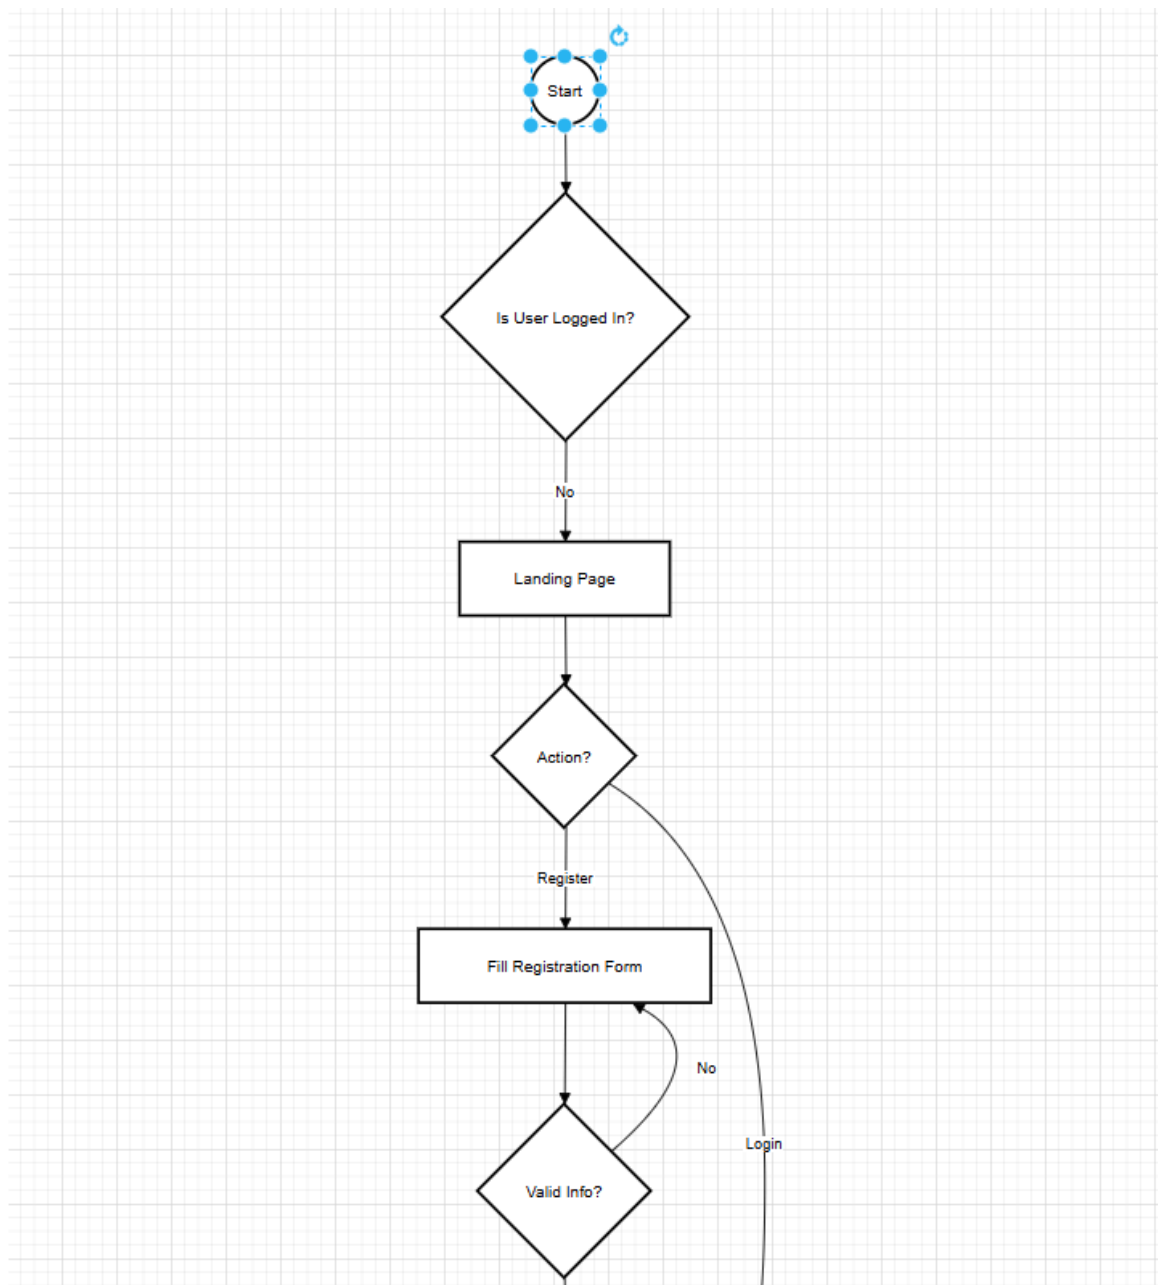 Start
Is User Logged In?
No
Landing Page
Action?
Register
Fill Registration Form
No
Login
Valid Info?